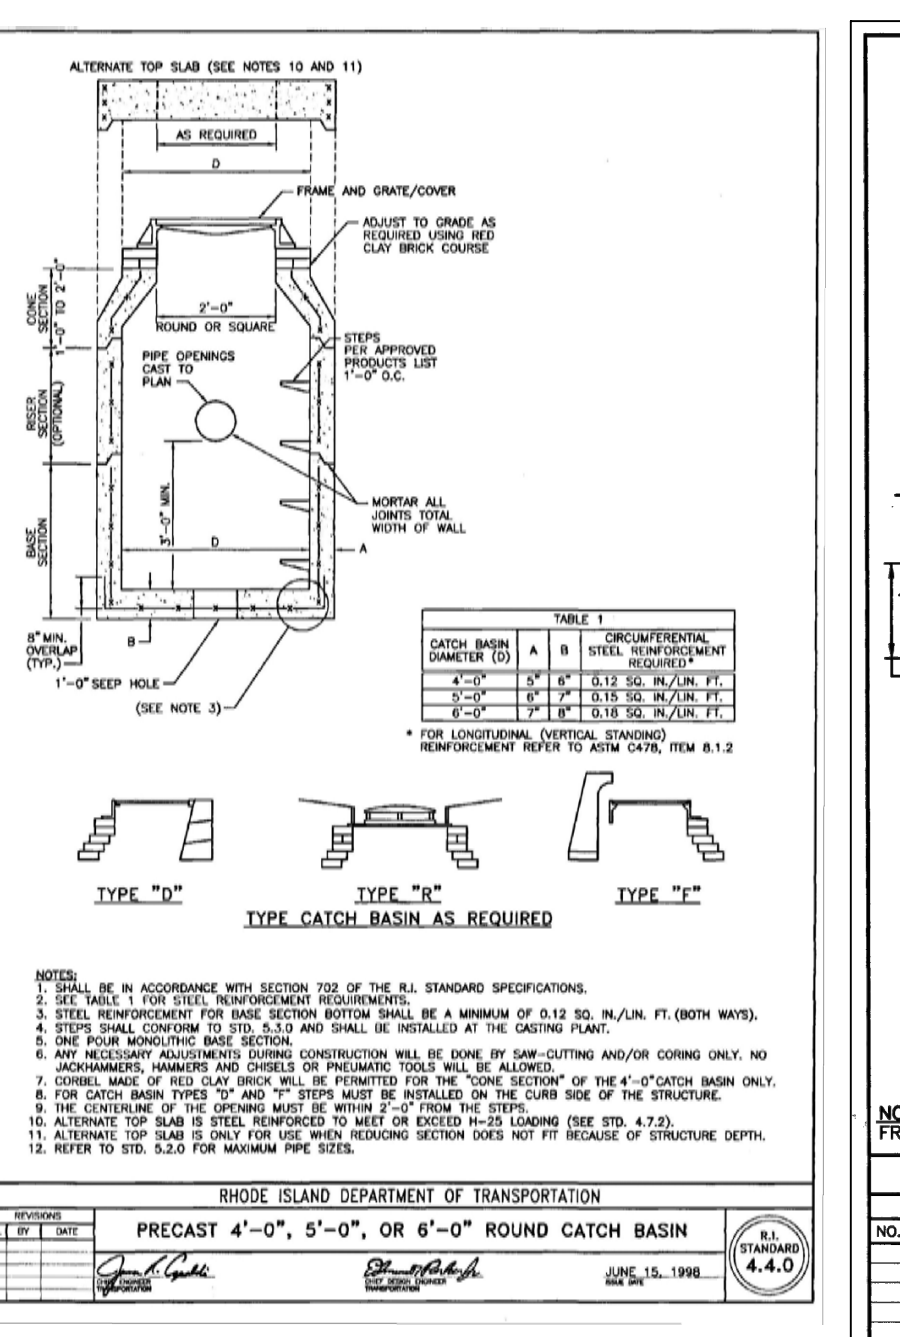 ALTERNATE TOP SLAB (SEE NOTES 10 AND 11)
AS REQUIRED
D
FRAME AND GRATE/COVER
ADJUST TO GRADE AS
REQUIRED USING RED
CLAY BRICK COURSE
CONE
SECTION
1'-0" TO 2'-0"
2'-0"
ROUND OR SQUARE
STEPS
PER APPROVED
PRODUCTS LIST
1'-0" O.C.
PIPE OPENINGS
CAST TO
PLAN
RISER
SECTION
(OPTIONAL)
3'-0" MIN.
MORTAR ALL
JOINTS TOTAL
WIDTH OF WALL
BASE
SECTION
D
A
B
8" MIN.
OVERLAP
(TYP.)
1'-0" SEEP HOLE
(SEE NOTE 3)
TABLE 1
CATCH BASIN DIAMETER (D) A B CIRCUMFERENTIAL STEEL REINFORCEMENT REQUIRED*
4'-0" 5" 6" 0.12 SQ. IN./LIN. FT.
5'-0" 6" 7" 0.15 SQ. IN./LIN. FT.
6'-0" 7" 8" 0.18 SQ. IN./LIN. FT.
* FOR LONGITUDINAL (VERTICAL STANDING)
REINFORCEMENT REFER TO ASTM C478, ITEM 8.1.2
TYPE "D"
TYPE "R"
TYPE "F"
TYPE CATCH BASIN AS REQUIRED
NOTES:
1. SHALL BE IN ACCORDANCE WITH SECTION 702 OF THE R.I. STANDARD SPECIFICATIONS.
2. SEE TABLE 1 FOR STEEL REINFORCEMENT REQUIREMENTS.
3. STEEL REINFORCEMENT FOR BASE SECTION BOTTOM SHALL BE A MINIMUM OF 0.12 SQ. IN./LIN. FT. (BOTH WAYS).
4. STEPS SHALL CONFORM TO STD. 5.3.0 AND SHALL BE INSTALLED AT THE CASTING PLANT.
5. ONE POUR MONOLITHIC BASE SECTION.
6. ANY NECESSARY ADJUSTMENTS DURING CONSTRUCTION WILL BE DONE BY SAW-CUTTING AND/OR CORING ONLY. NO
JACKHAMMERS, HAMMERS AND CHISELS OR PNEUMATIC TOOLS WILL BE ALLOWED.
7. CORBEL MADE OF RED CLAY BRICK WILL BE PERMITTED FOR THE "CONE SECTION" OF THE 4'-0" CATCH BASIN ONLY.
8. FOR CATCH BASIN TYPES "D" AND "F" STEPS MUST BE INSTALLED ON THE CURB SIDE OF THE STRUCTURE.
9. THE CENTERLINE OF THE OPENING MUST BE WITHIN 2'-0" FROM THE STEPS.
10. ALTERNATE TOP SLAB IS STEEL REINFORCED TO MEET OR EXCEED H-25 LOADING (SEE STD. 4.7.2).
11. ALTERNATE TOP SLAB IS ONLY FOR USE WHEN REDUCING SECTION DOES NOT FIT BECAUSE OF STRUCTURE DEPTH.
12. REFER TO STD. 5.2.0 FOR MAXIMUM PIPE SIZES.
RHODE ISLAND DEPARTMENT OF TRANSPORTATION
REVISIONS
BY DATE
PRECAST 4'-0", 5'-0", OR 6'-0" ROUND CATCH BASIN
CHIEF ENGINEER
TRANSPORTATION
CHIEF DESIGN ENGINEER
TRANSPORTATION
JUNE 15, 1998
ISSUE DATE
R.I.
STANDARD
4.4.0
NO
FR
NO.